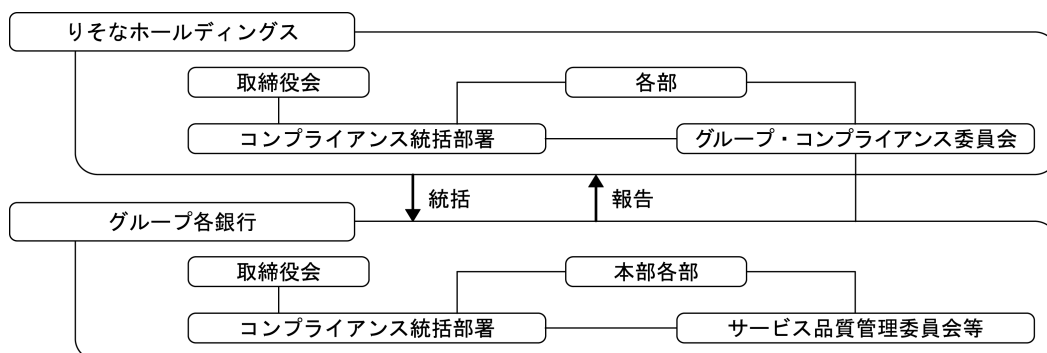 りそなホールディングス
取締役会
各部
コンプライアンス統括部署
グループ・コンプライアンス委員会
統括
報告
グループ各銀行
取締役会
本部各部
コンプライアンス統括部署
サービス品質管理委員会等